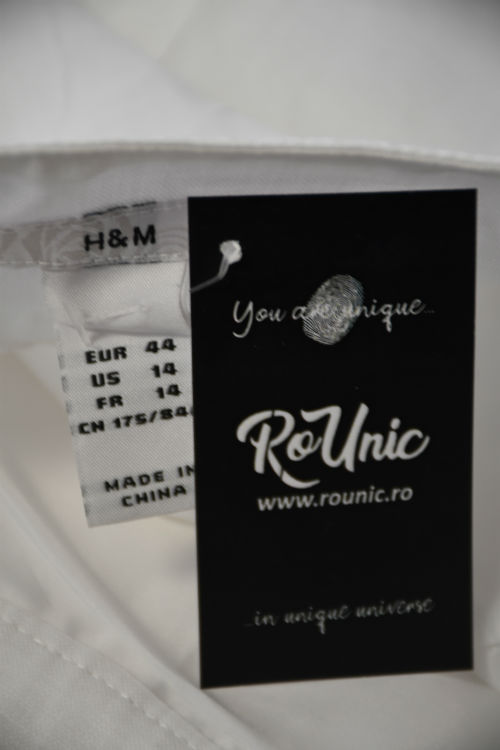 H&M
EUR 44
US 14
FR 14
CN 175/84
MADE IN
CHINA
You are unique...
RoUnic
www.rounic.ro
...in unique universe